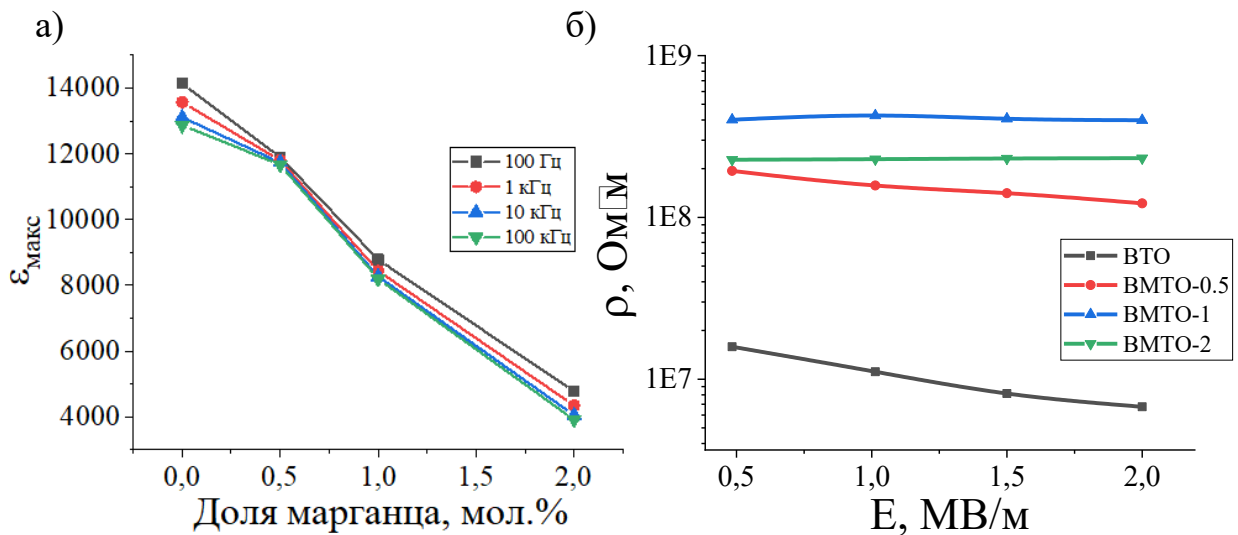 а)
14000
12000
10000
8000
6000
4000
εмакс
100 Гц
1 кГц
10 кГц
100 кГц
0,0
0,5
1,0
1,5
2,0
Доля марганца, мол.%
б)
1E9
1E8
1E7
ρ, Ом□м
BTO
BMTO-0.5
BMTO-1
BMTO-2
0,5
1,0
1,5
2,0
E, МВ/м